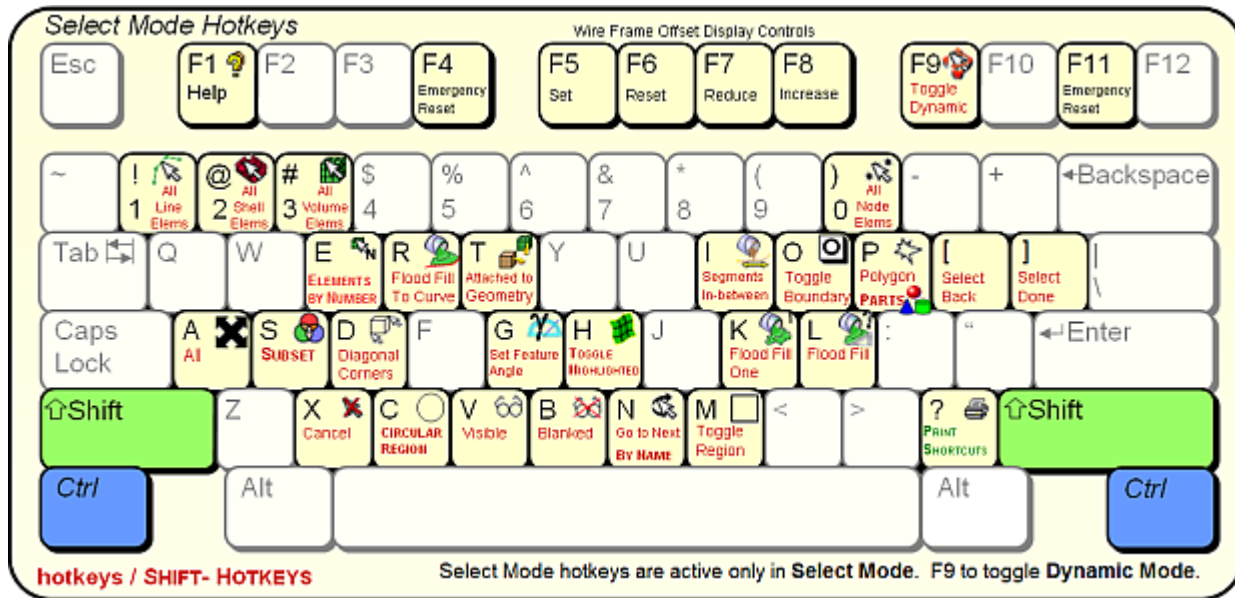 Select Mode Hotkeys
Wire Frame Offset Display Controls
Esc
F1
Help
F2
F3
F4
Emergency
Reset
F5
Set
F6
Reset
F7
Reduce
F8
Increase
F9
Toggle
Dynamic
F10
F11
Emergency
Reset
F12
~
! 1
All
Line
Elems
@ 2
All
Shell
Elems
# 3
All
Volume
Elems
$ 4
% 5
^ 6
& 7
* 8
( 9
) 0
All
Node
Elems
-
+
Backspace
Tab
Q
W
E
ELEMENTS
BY NUMBER
R
Flood Fill
To Curve
T
Attached to
Geometry
Y
U
I
Segments
In-between
O
Toggle
Boundary
P
Polygon
PARTS
[
Select
Back
]
Select
Done
|
\
Caps
Lock
A
All
S
SUBSET
D
Diagonal
Corners
F
G
Set Feature
Angle
H
TOGGLE
HIGHLIGHTED
J
K
Flood Fill
One
L
Flood Fill
:
“
Enter
Shift
Z
X
Cancel
C
CIRCULAR
REGION
V
Visible
B
Blanked
N
Go to Next
BY NAME
M
Toggle
Region
<
>
?
PRINT
SHORTCUTS
Shift
Ctrl
Alt
Alt
Ctrl
hotkeys / SHIFT- HOTKEYS
Select Mode hotkeys are active only in Select Mode. F9 to toggle Dynamic Mode.